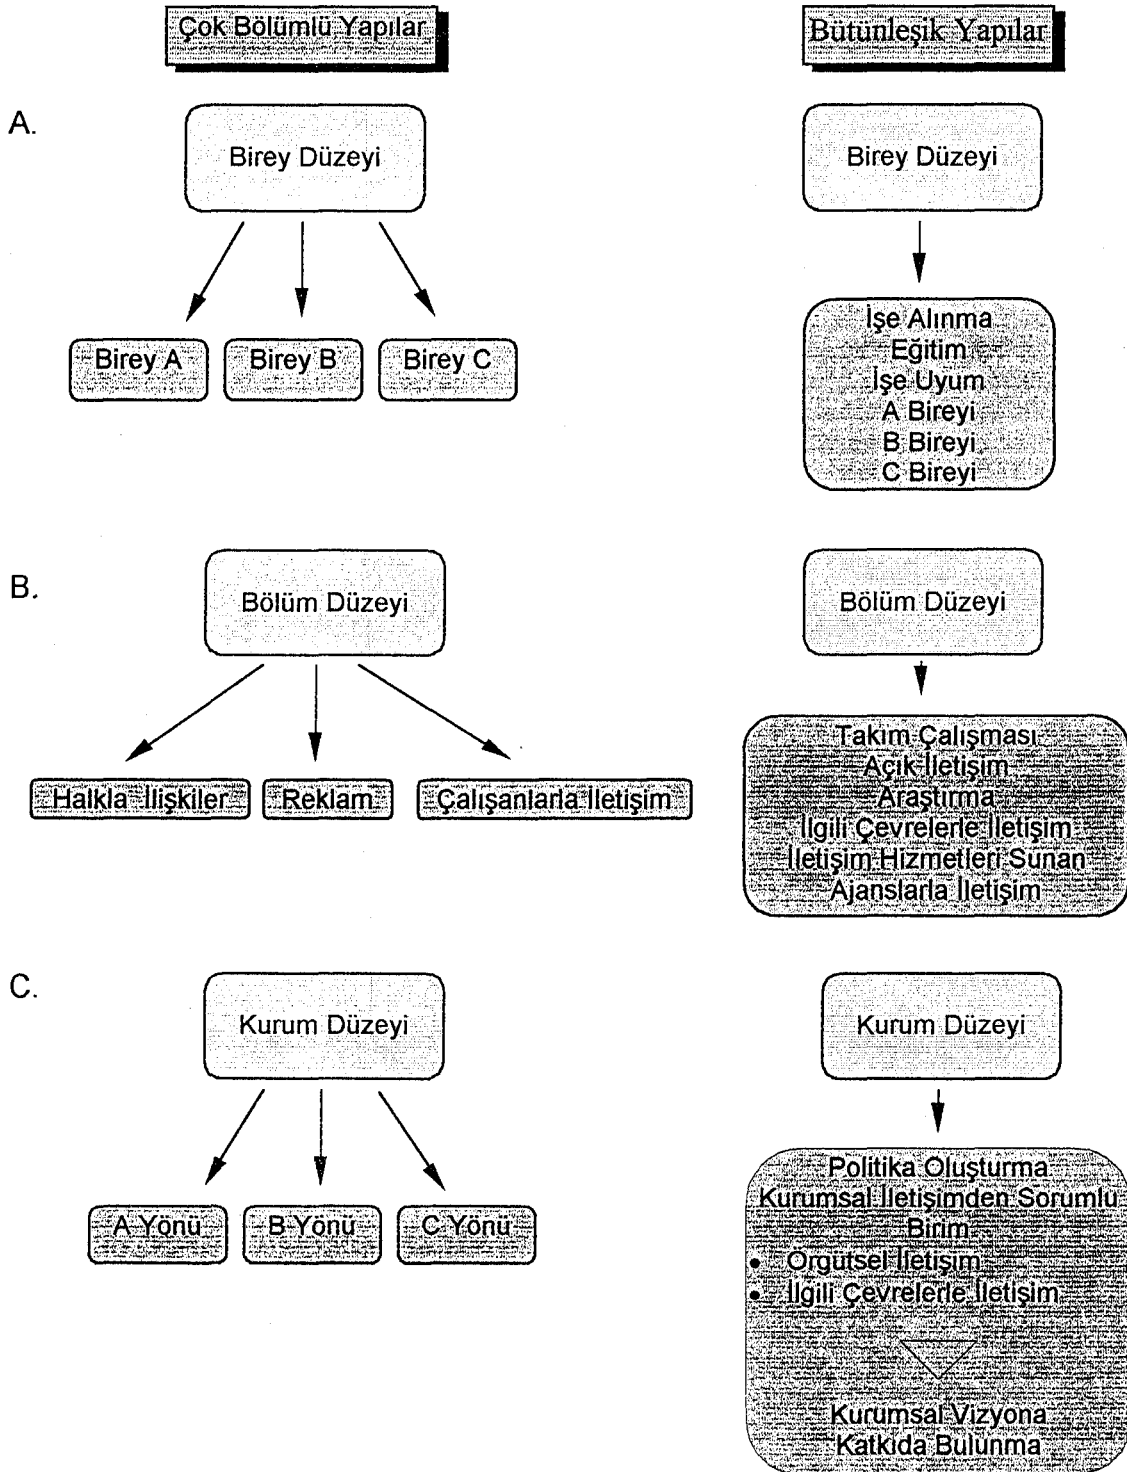 Çok Bölümlü Yapılar
Bütünleşik Yapılar
A.
Birey Düzeyi
Birey A
Birey B
Birey C
Birey Düzeyi
İşe Alınma
Eğitim
İşe Uyum
A Bireyi
B Bireyi
C Bireyi
B.
Bölüm Düzeyi
Halkla İlişkiler
Reklam
Çalışanlarla İletişim
Bölüm Düzeyi
Takım Çalışması
Açık İletişim
Araştırma
İlgili Çevrelerle İletişim
İletişim Hizmetleri Sunan
Ajanslarla İletişim
C.
Kurum Düzeyi
A Yönü
B Yönü
C Yönü
Kurum Düzeyi
Politika Oluşturma
Kurumsal İletişimden Sorumlu
Birim
• Örgütsel İletişim
• İlgili Çevrelerle İletişim
Kurumsal Vizyona
Katkıda Bulunma